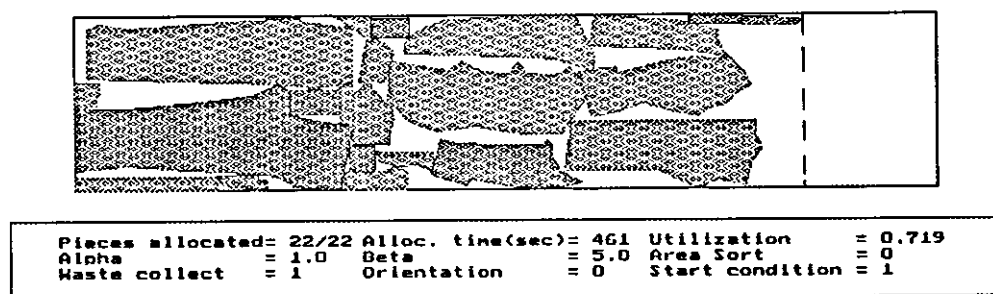 Pieces allocated= 22/22 Alloc. time(sec)= 461 Utilization = 0.719
Alpha = 1.0 Beta = 5.0 Area Sort = 0
Waste collect = 1 Orientation = 0 Start condition = 1